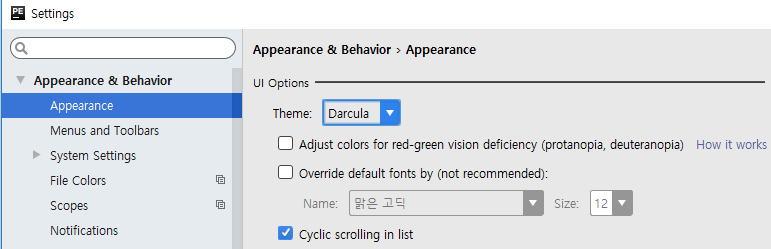 PE Settings
Appearance & Behavior
Appearance
Menus and Toolbars
System Settings
File Colors
Scopes
Notifications
Appearance & Behavior › Appearance
UI Options
Theme: Darcula
Adjust colors for red-green vision deficiency (protanopia, deuteranopia) How it works
Override default fonts by (not recommended):
Name: 맑은 고딕 Size: 12
Cyclic scrolling in list